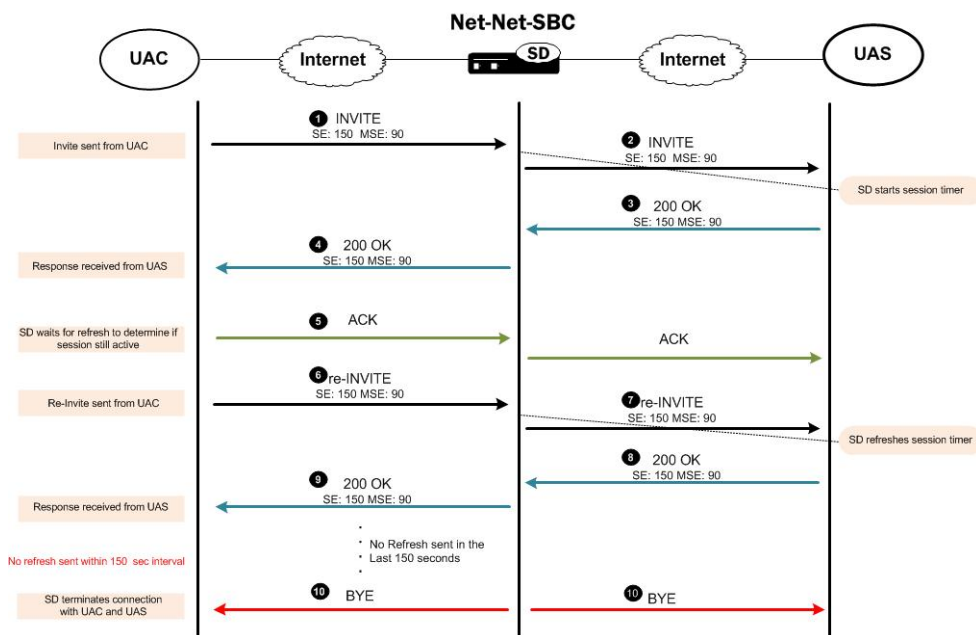 Net-Net-SBC
UAC
Internet
SD
Internet
UAS
1 INVITE
SE: 150 MSE: 90
2 INVITE
SE: 150 MSE: 90
Invite sent from UAC
SD starts session timer
3 200 OK
SE: 150 MSE: 90
4 200 OK
SE: 150 MSE: 90
Response received from UAS
5 ACK
SD waits for refresh to determine if
session still active
ACK
6 re-INVITE
SE: 150 MSE: 90
Re-Invite sent from UAC
7 re-INVITE
SE: 150 MSE: 90
SD refreshes session timer
8 200 OK
SE: 150 MSE: 90
9 200 OK
SE: 150 MSE: 90
Response received from UAS
No Refresh sent in the
Last 150 seconds
No refresh sent within 150 sec interval
SD terminates connection
with UAC and UAS
10 BYE
10 BYE